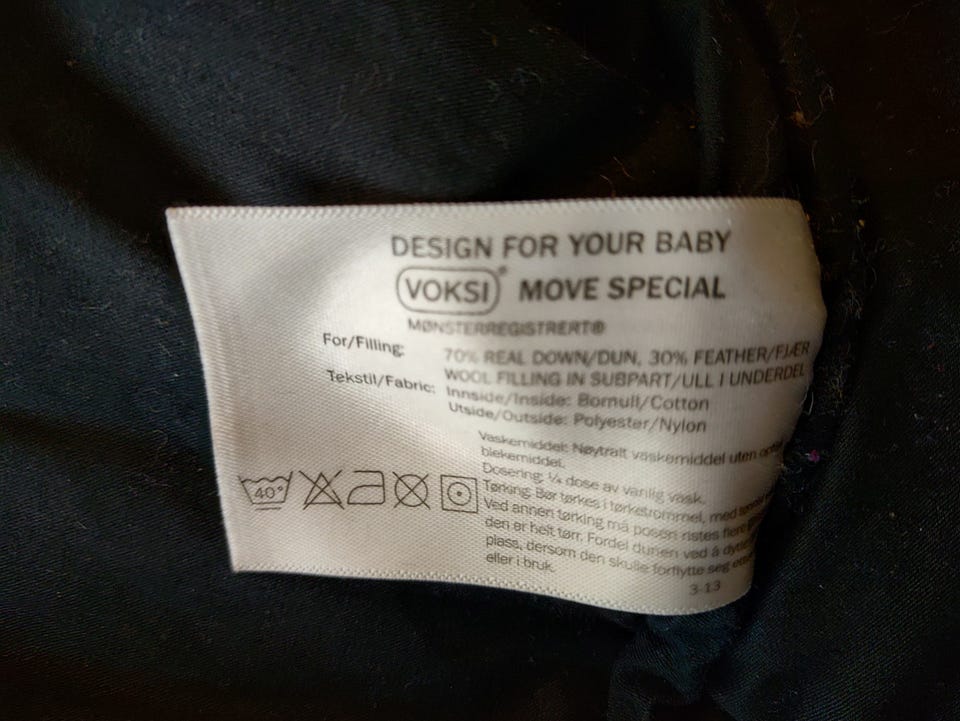 DESIGN FOR YOUR BABY
VOKSI® MOVE SPECIAL
MØNSTERREGISTRERT®
For/Filling: 70% REAL DOWN/DUN, 30% FEATHER/FJÆR
WOOL FILLING IN SUBPART/ULL I UNDERDEL
Tekstil/Fabric: Innside/Inside: Bomull/Cotton
Utside/Outside: Polyester/Nylon
Vaskemiddel: Nøytralt vaskemiddel uten
blekemiddel.
Dosering: ¼ dose av vanlig vask.
Tørking: Bør tørkes i tørketrommel, med
Ved annen tørking må posen ristes flere
den er helt tørr. Fordel dunen ved å
plass, dersom den skulle forflytte seg
eller i bruk.
40°
3-13